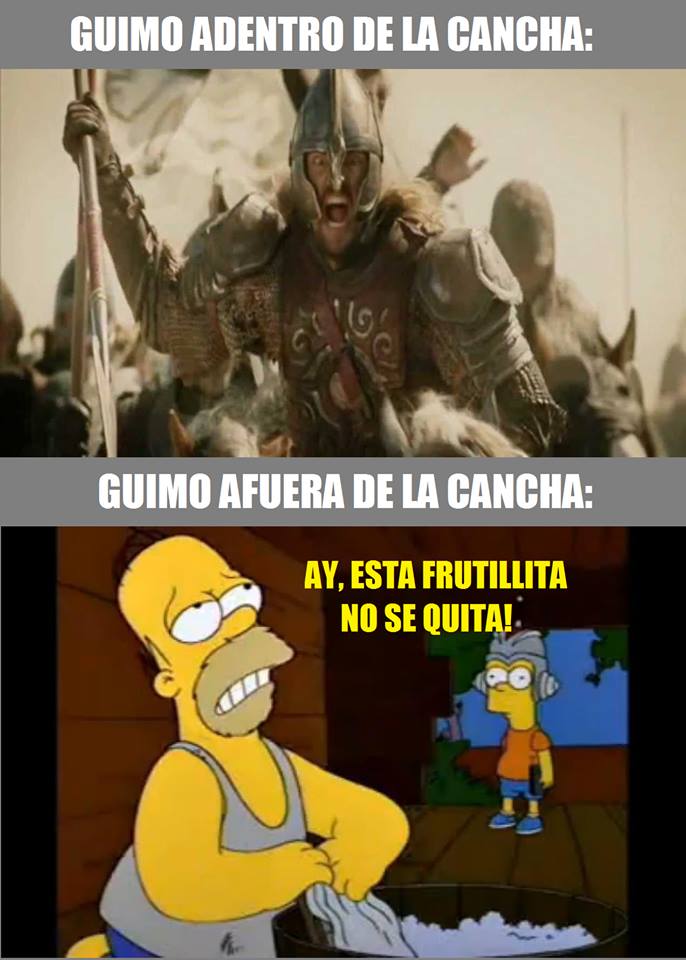 GUIMO ADENTRO DE LA CANCHA:
GUIMO AFUERA DE LA CANCHA:
AY, ESTA FRUTILLITA
NO SE QUITA!